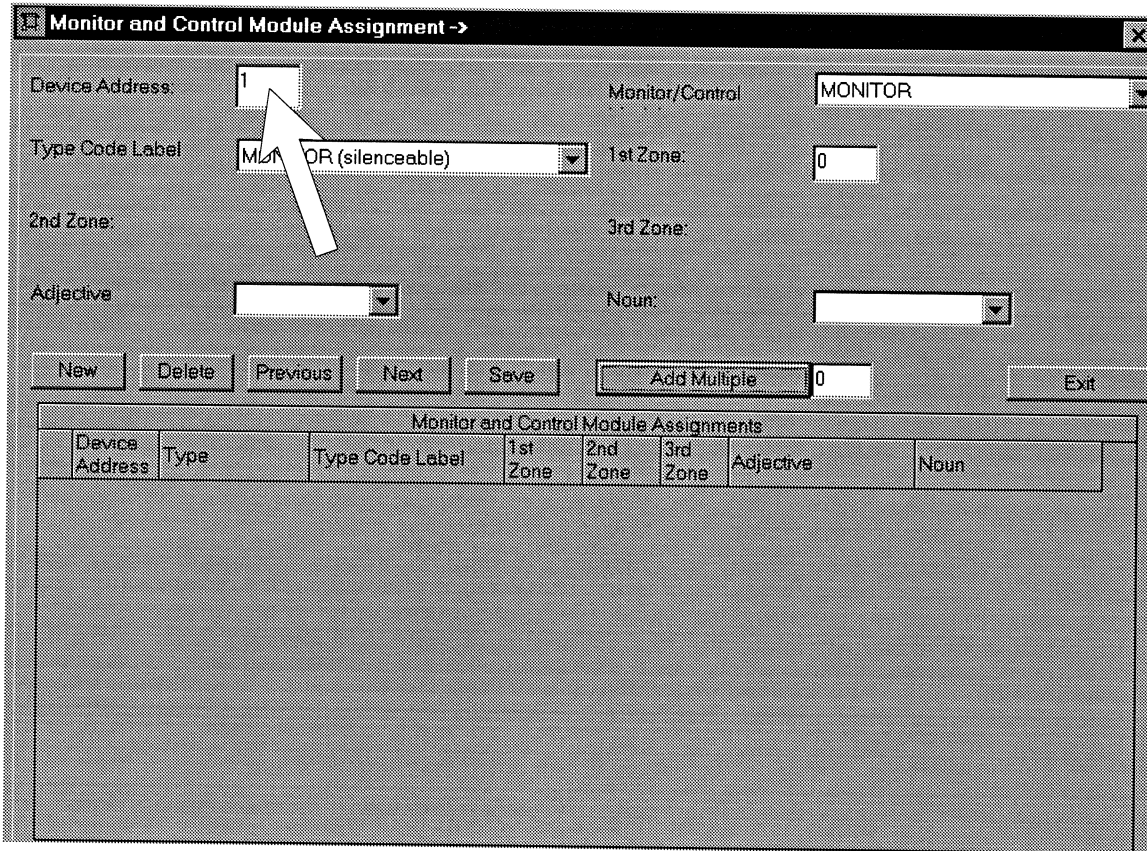 Monitor and Control Module Assignment ->
Device Address: 1 Monitor/Control MONITOR
Type Code Label (silenceable) 1st Zone: 0
2nd Zone: 3rd Zone:
Adjective Noun:
New Delete Previous Next Save Add Multiple 0 Exit
Monitor and Control Module Assignments
Device Address Type Type Code Label 1st Zone 2nd Zone 3rd Zone Adjective Noun